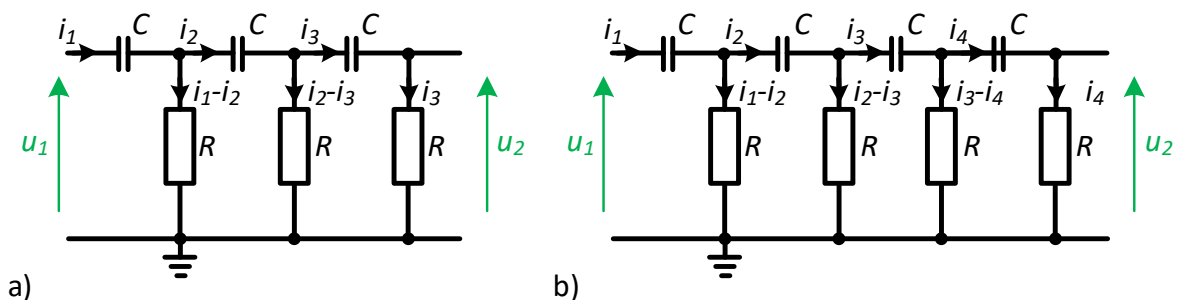 i1 C i2 C i3 C
i1-i2 i2-i3 i3
u1 R R R u2
a)
i1 C i2 C i3 C i4 C
i1-i2 i2-i3 i3-i4 i4
u1 R R R R u2
b)